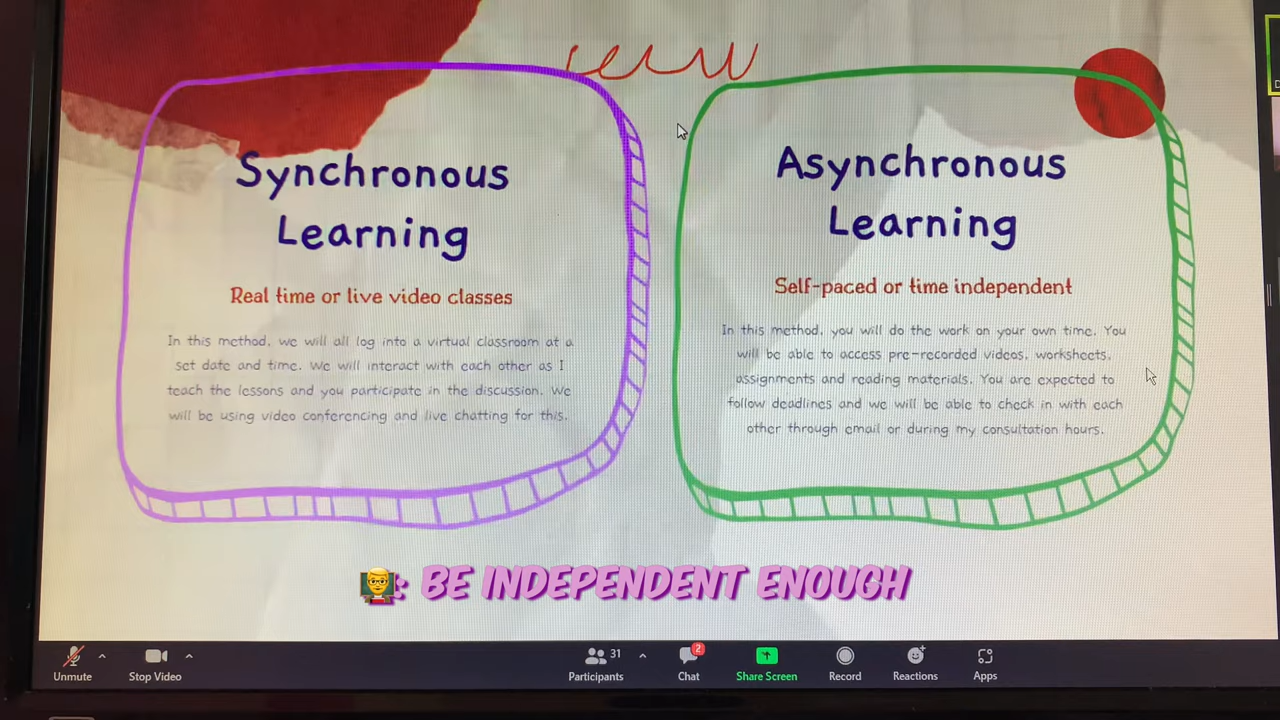 Synchronous
Learning
Real time or live video classes
In this method, we will all log into a virtual classroom at a
set date and time. We will interact with each other as I
teach the lessons and you participate in the discussion. We
will be using video conferencing and live chatting for this.
Asynchronous
Learning
Self-paced or time independent
In this method, you will do the work on your own time. You
will be able to access pre-recorded videos, worksheets,
assignments and reading materials. You are expected to
follow deadlines and we will be able to check in with each
other through email or during my consultation hours.
: BE INDEPENDENT ENOUGH
Unmute
Stop Video
Participants
31
Chat
2
Share Screen
Record
Reactions
Apps